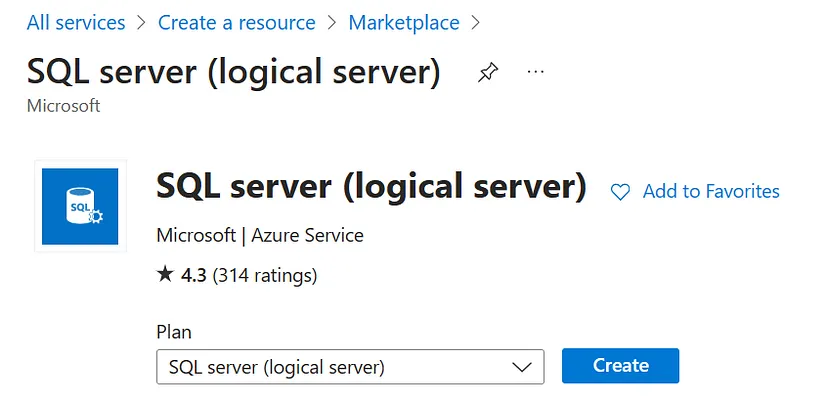 All services > Create a resource > Marketplace >
SQL server (logical server) ...
Microsoft
SQL
SQL server (logical server)
Add to Favorites
Microsoft | Azure Service
★ 4.3 (314 ratings)
Plan
SQL server (logical server)
Create